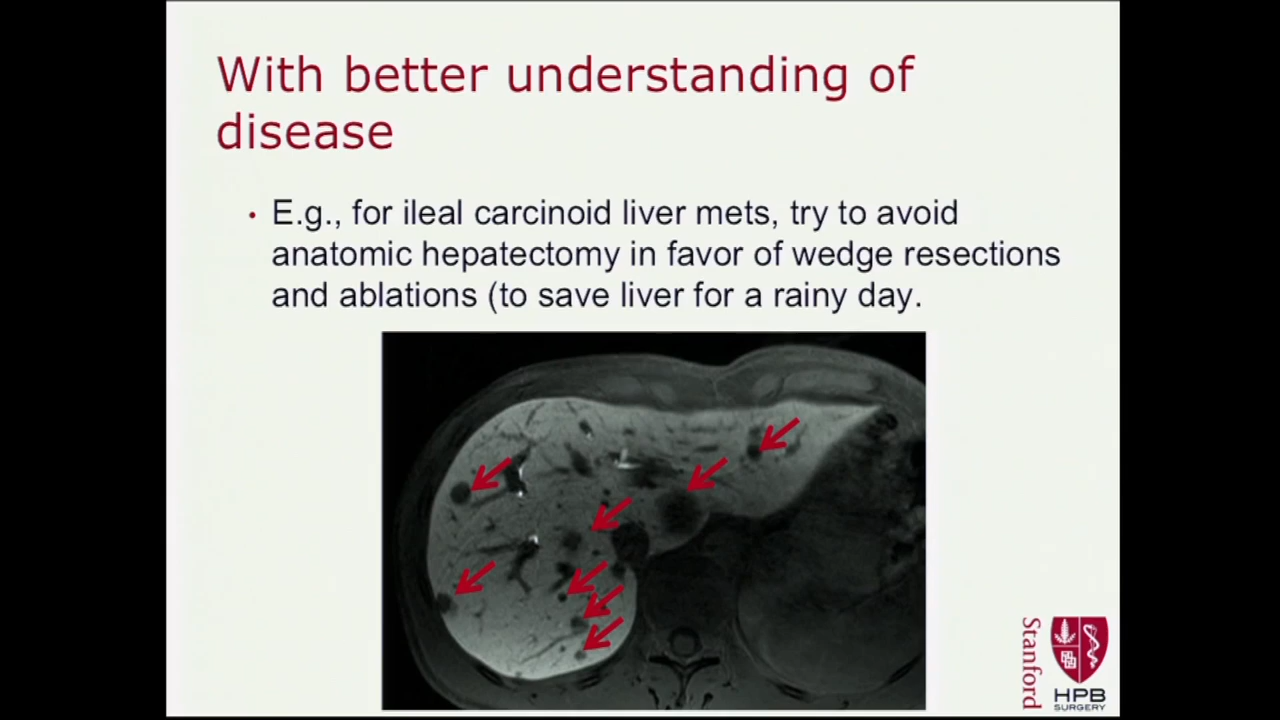 With better understanding of
disease
• E.g., for ileal carcinoid liver mets, try to avoid
anatomic hepatectomy in favor of wedge resections
and ablations (to save liver for a rainy day.
Stanford
HPB
SURGERY